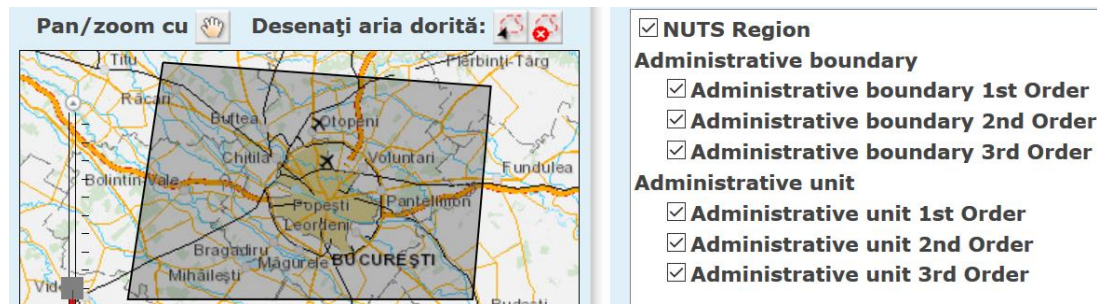 Pan/zoom cu Desenaţi aria dorită:
Titu
Fierbinţi-Târg
Răcari
Buftea
Otopeni
Chitila
Voluntari
Fundulea
Bolintin-Vale
Popeşti
Leordeni
Pantelimon
Bragadiru
Măgurele
BUCUREŞTI
Mihăileşti
NUTS Region
Administrative boundary
Administrative boundary 1st Order
Administrative boundary 2nd Order
Administrative boundary 3rd Order
Administrative unit
Administrative unit 1st Order
Administrative unit 2nd Order
Administrative unit 3rd Order